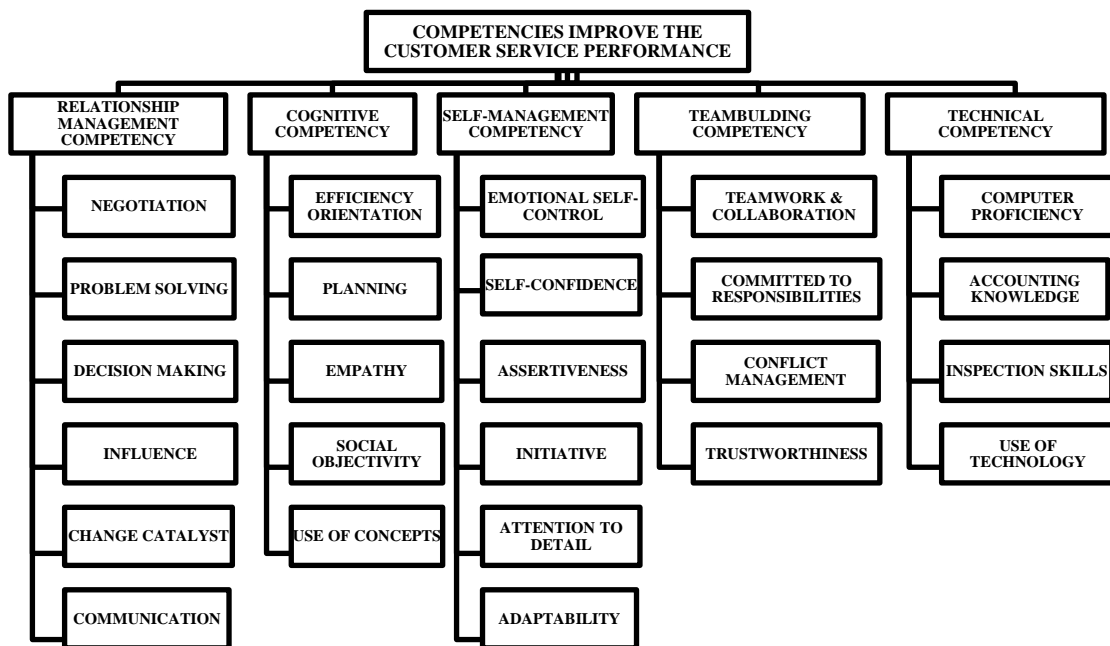 COMPETENCIES IMPROVE THE
CUSTOMER SERVICE PERFORMANCE
RELATIONSHIP
MANAGEMENT
COMPETENCY
NEGOTIATION
PROBLEM SOLVING
DECISION MAKING
INFLUENCE
CHANGE CATALYST
COMMUNICATION
COGNITIVE
COMPETENCY
EFFICIENCY
ORIENTATION
PLANNING
EMPATHY
SOCIAL
OBJECTIVITY
USE OF CONCEPTS
SELF-MANAGEMENT
COMPETENCY
EMOTIONAL SELF-
CONTROL
SELF-CONFIDENCE
ASSERTIVENESS
INITIATIVE
ATTENTION TO
DETAIL
ADAPTABILITY
TEAMBULDING
COMPETENCY
TEAMWORK &
COLLABORATION
COMMITTED TO
RESPONSIBILITIES
CONFLICT
MANAGEMENT
TRUSTWORTHINESS
TECHNICAL
COMPETENCY
COMPUTER
PROFICIENCY
ACCOUNTING
KNOWLEDGE
INSPECTION SKILLS
USE OF
TECHNOLOGY